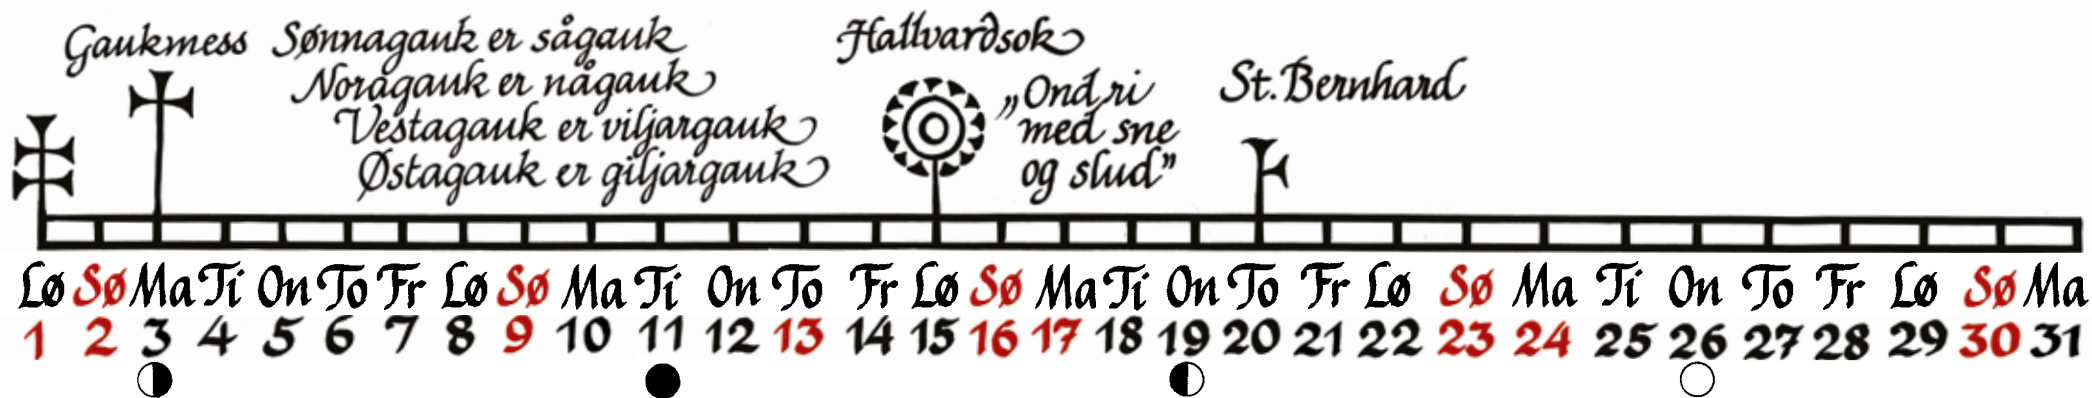 Gaukmess
Sønnagauk er sågauk
Noragauk er någauk
Vestagauk er viljargauk
Østagauk er giljargauk
Hallvardsok
„Ond ri
med sne
og slud”
St. Bernhard
Lø Sø Ma Ti On To Fr Lø Sø Ma Ti On To Fr Lø Sø Ma Ti On To Fr Lø Sø Ma Ti On To Fr Lø Sø Ma
1 2 3 4 5 6 7 8 9 10 11 12 13 14 15 16 17 18 19 20 21 22 23 24 25 26 27 28 29 30 31